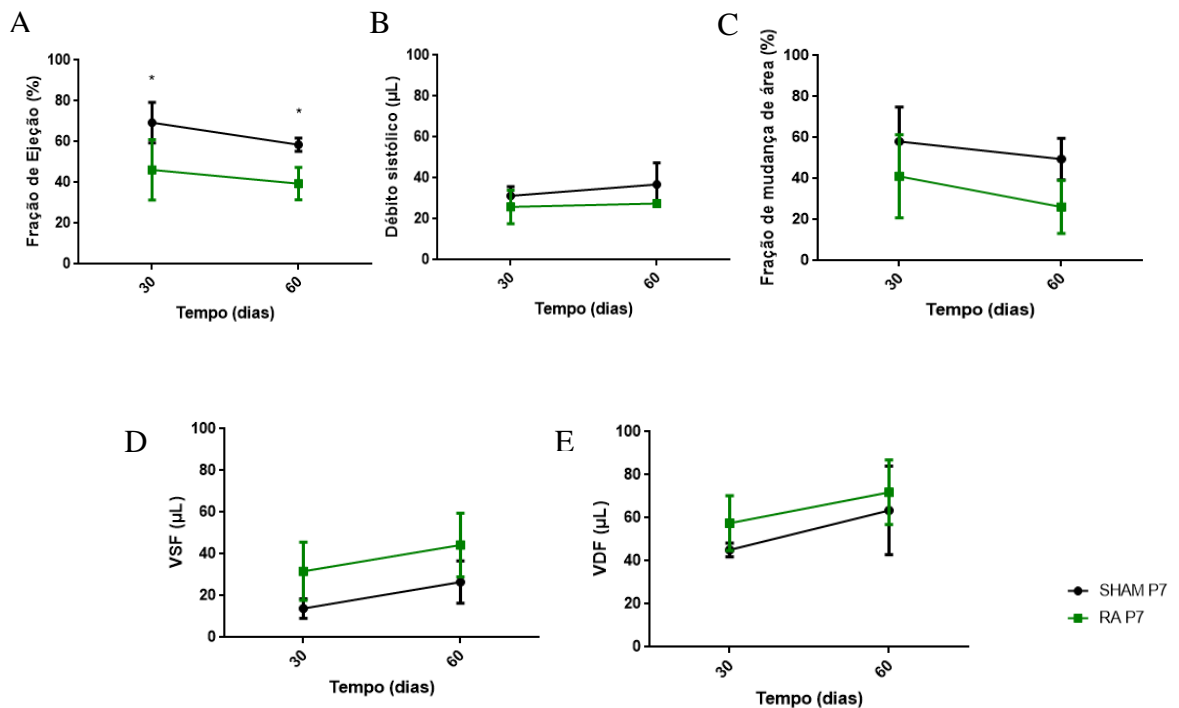 A
Fração de Ejeção (%)
100
80
60
40
20
0
*
*
30
60
Tempo (dias)
B
Débito sistólico (µL)
100
80
60
40
20
0
30
60
Tempo (dias)
C
Fração de mudança de área (%)
100
80
60
40
20
0
30
60
Tempo (dias)
D
VSF (µL)
100
80
60
40
20
0
30
60
Tempo (dias)
E
VDF (µL)
100
80
60
40
20
0
30
60
Tempo (dias)
SHAM P7
RA P7